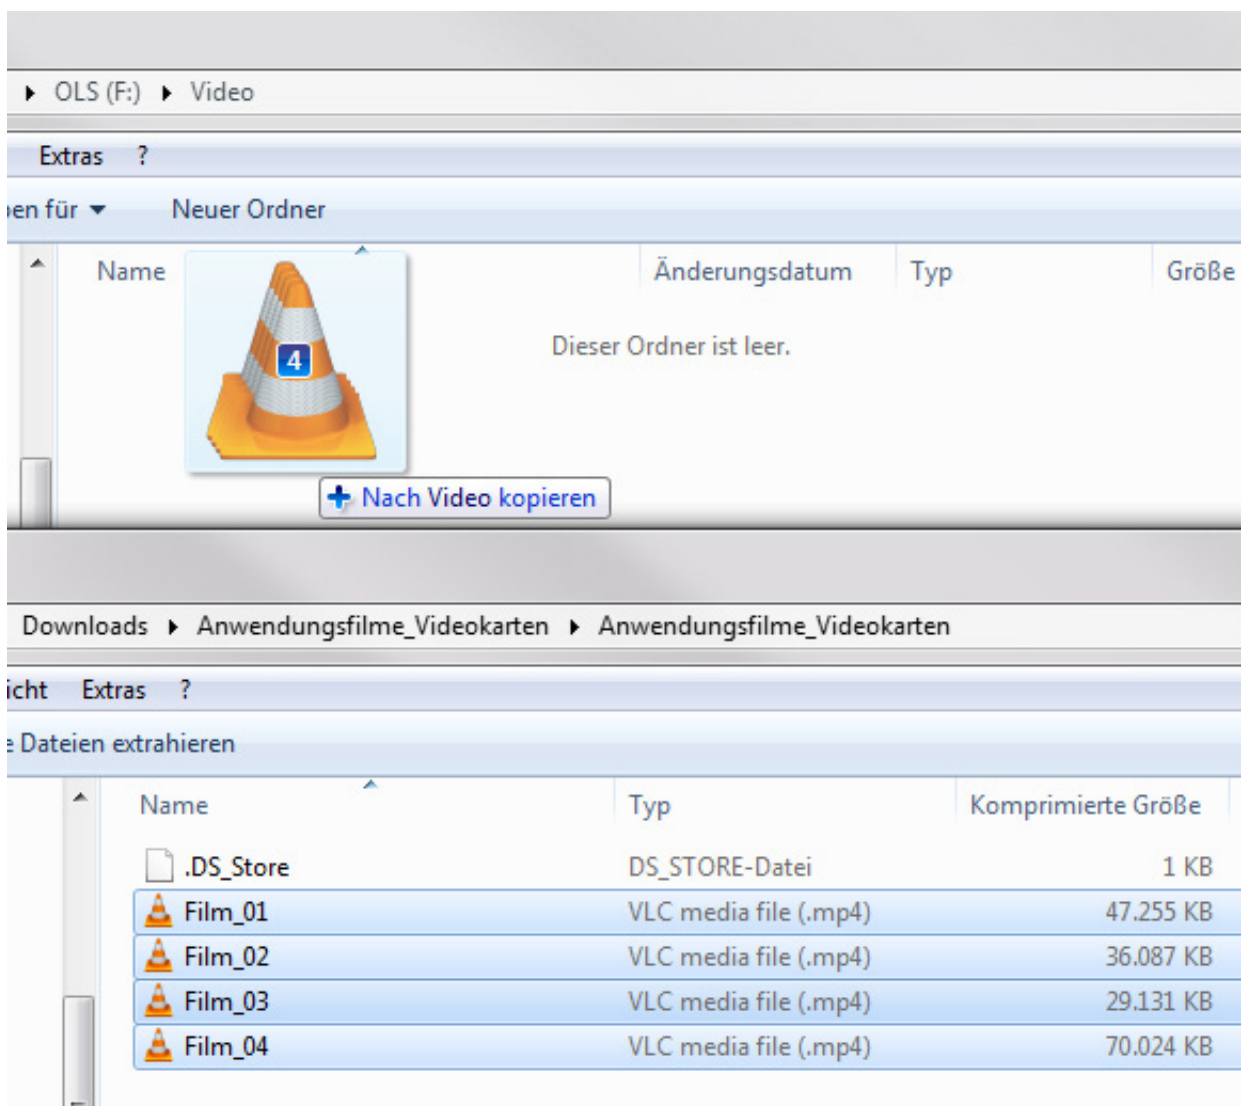 OLS (F:) Video
Extras ?
en für Neuer Ordner
Name Änderungsdatum Typ Größe
4
Dieser Ordner ist leer.
Nach Video kopieren
Downloads Anwendungsfilme_Videokarten Anwendungsfilme_Videokarten
icht Extras ?
e Dateien extrahieren
Name Typ Komprimierte Größe
.DS_Store DS_STORE-Datei 1 KB
Film_01 VLC media file (.mp4) 47.255 KB
Film_02 VLC media file (.mp4) 36.087 KB
Film_03 VLC media file (.mp4) 29.131 KB
Film_04 VLC media file (.mp4) 70.024 KB